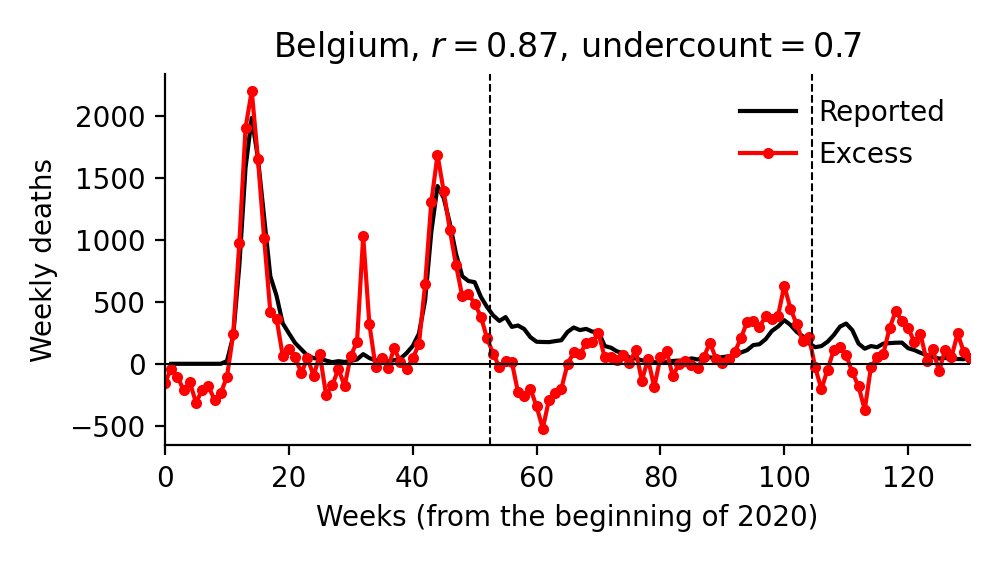 Belgium, r = 0.87, undercount = 0.7
Reported
Excess
Weekly deaths
2000
1500
1000
500
0
−500
0 20 40 60 80 100 120
Weeks (from the beginning of 2020)